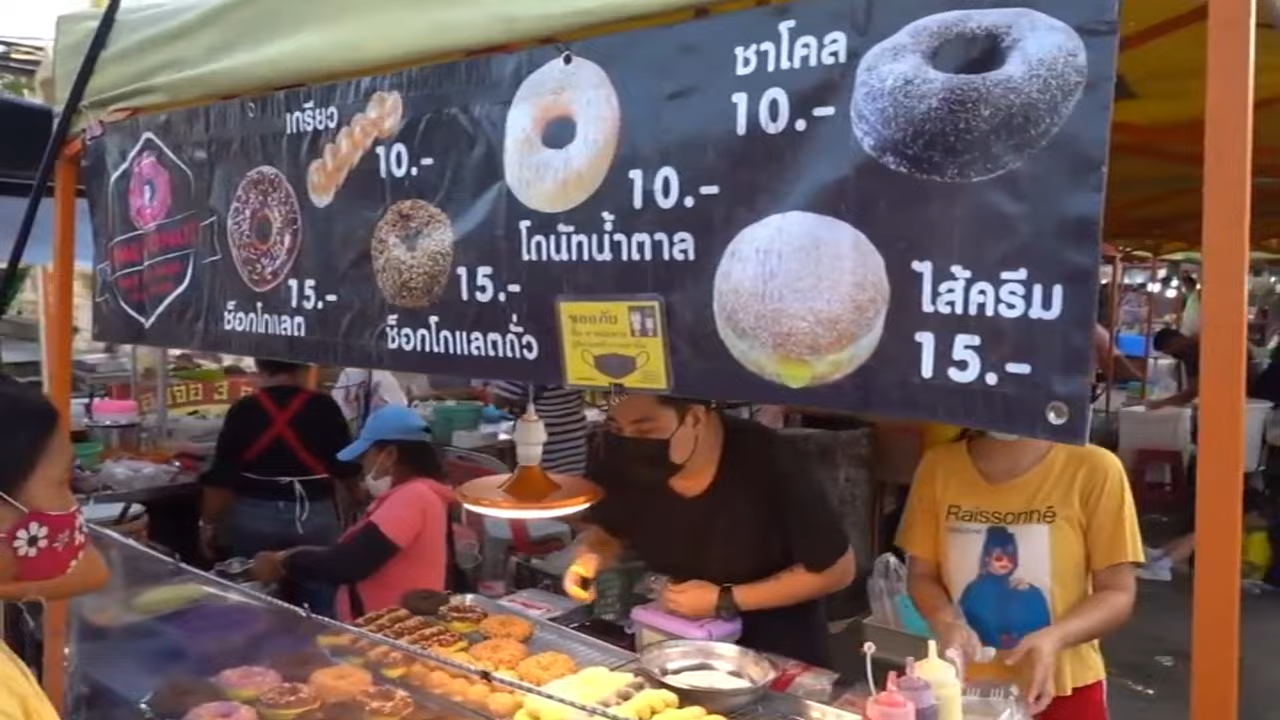 เกรียว
10.-
15.-
ช็อกโกแลต
15.-
ช็อกโกแลตถั่ว
10.-
โดนัทน้ำตาล
ชาโคล
10.-
ไส้ครีม
15.-
Raissonné